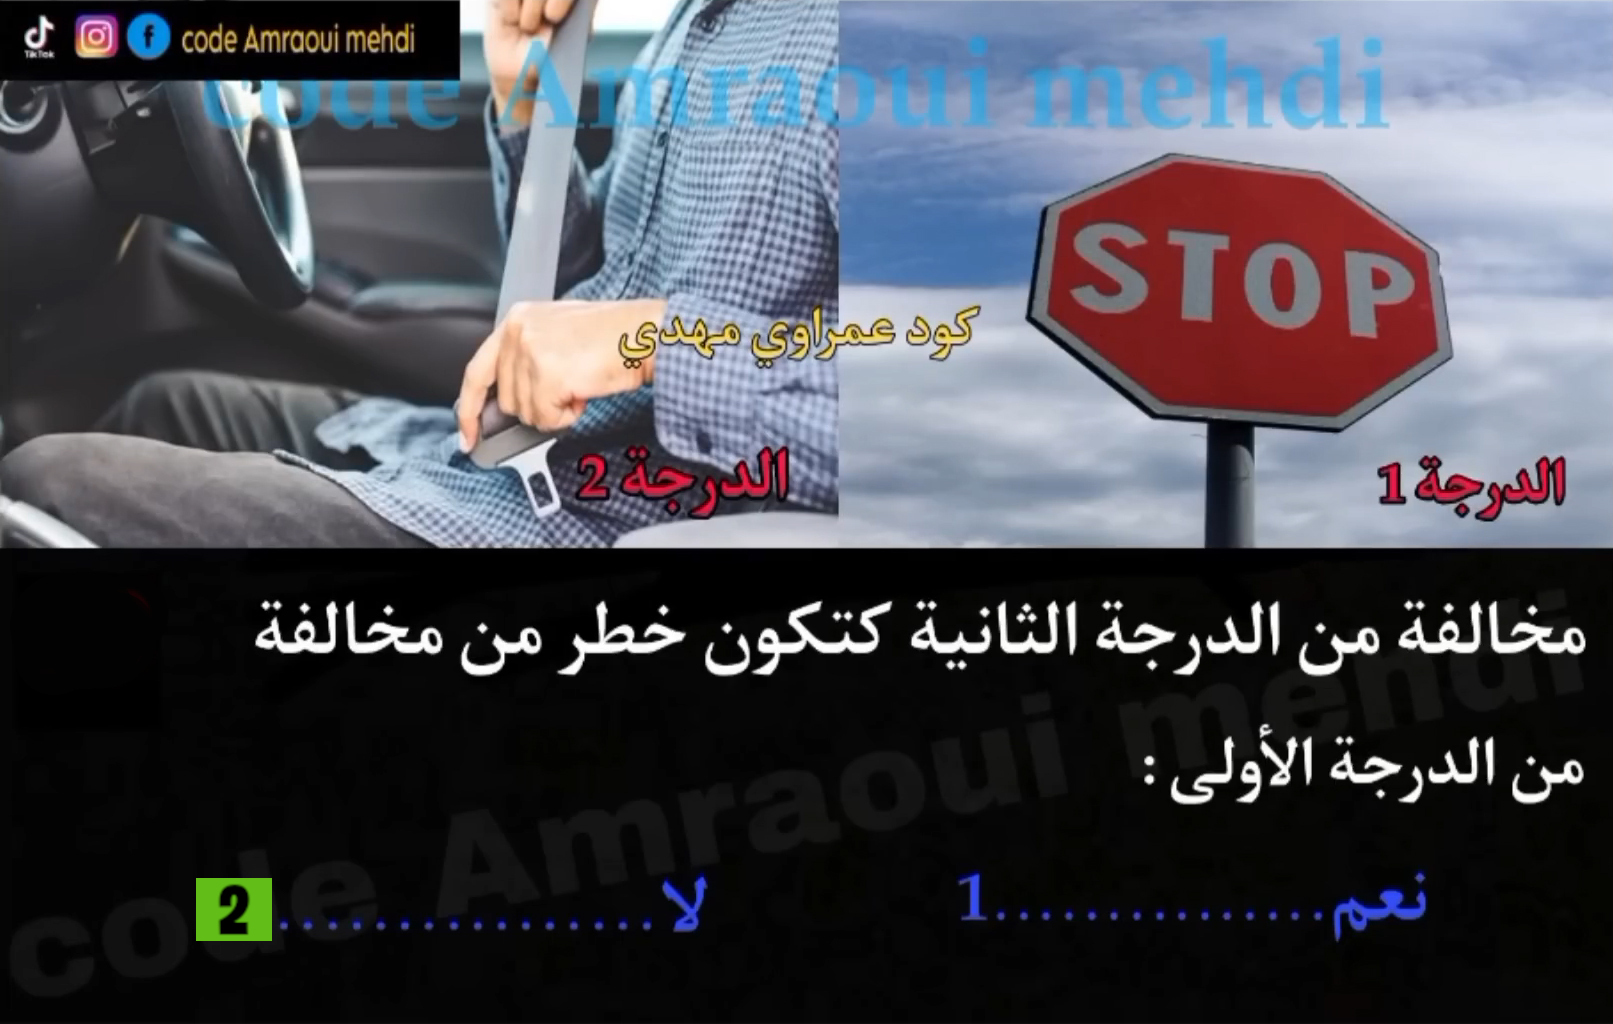 TikTok
code Amraoui mehdi
code Amraoui mehdi
STOP
كود عمراوي مهدي
الدرجة 1
الدرجة 2
مخالفة من الدرجة الثانية كتكون خطر من مخالفة
من الدرجة الأولى :
نعم...............1
لا.................2
code Amraoui mehdi